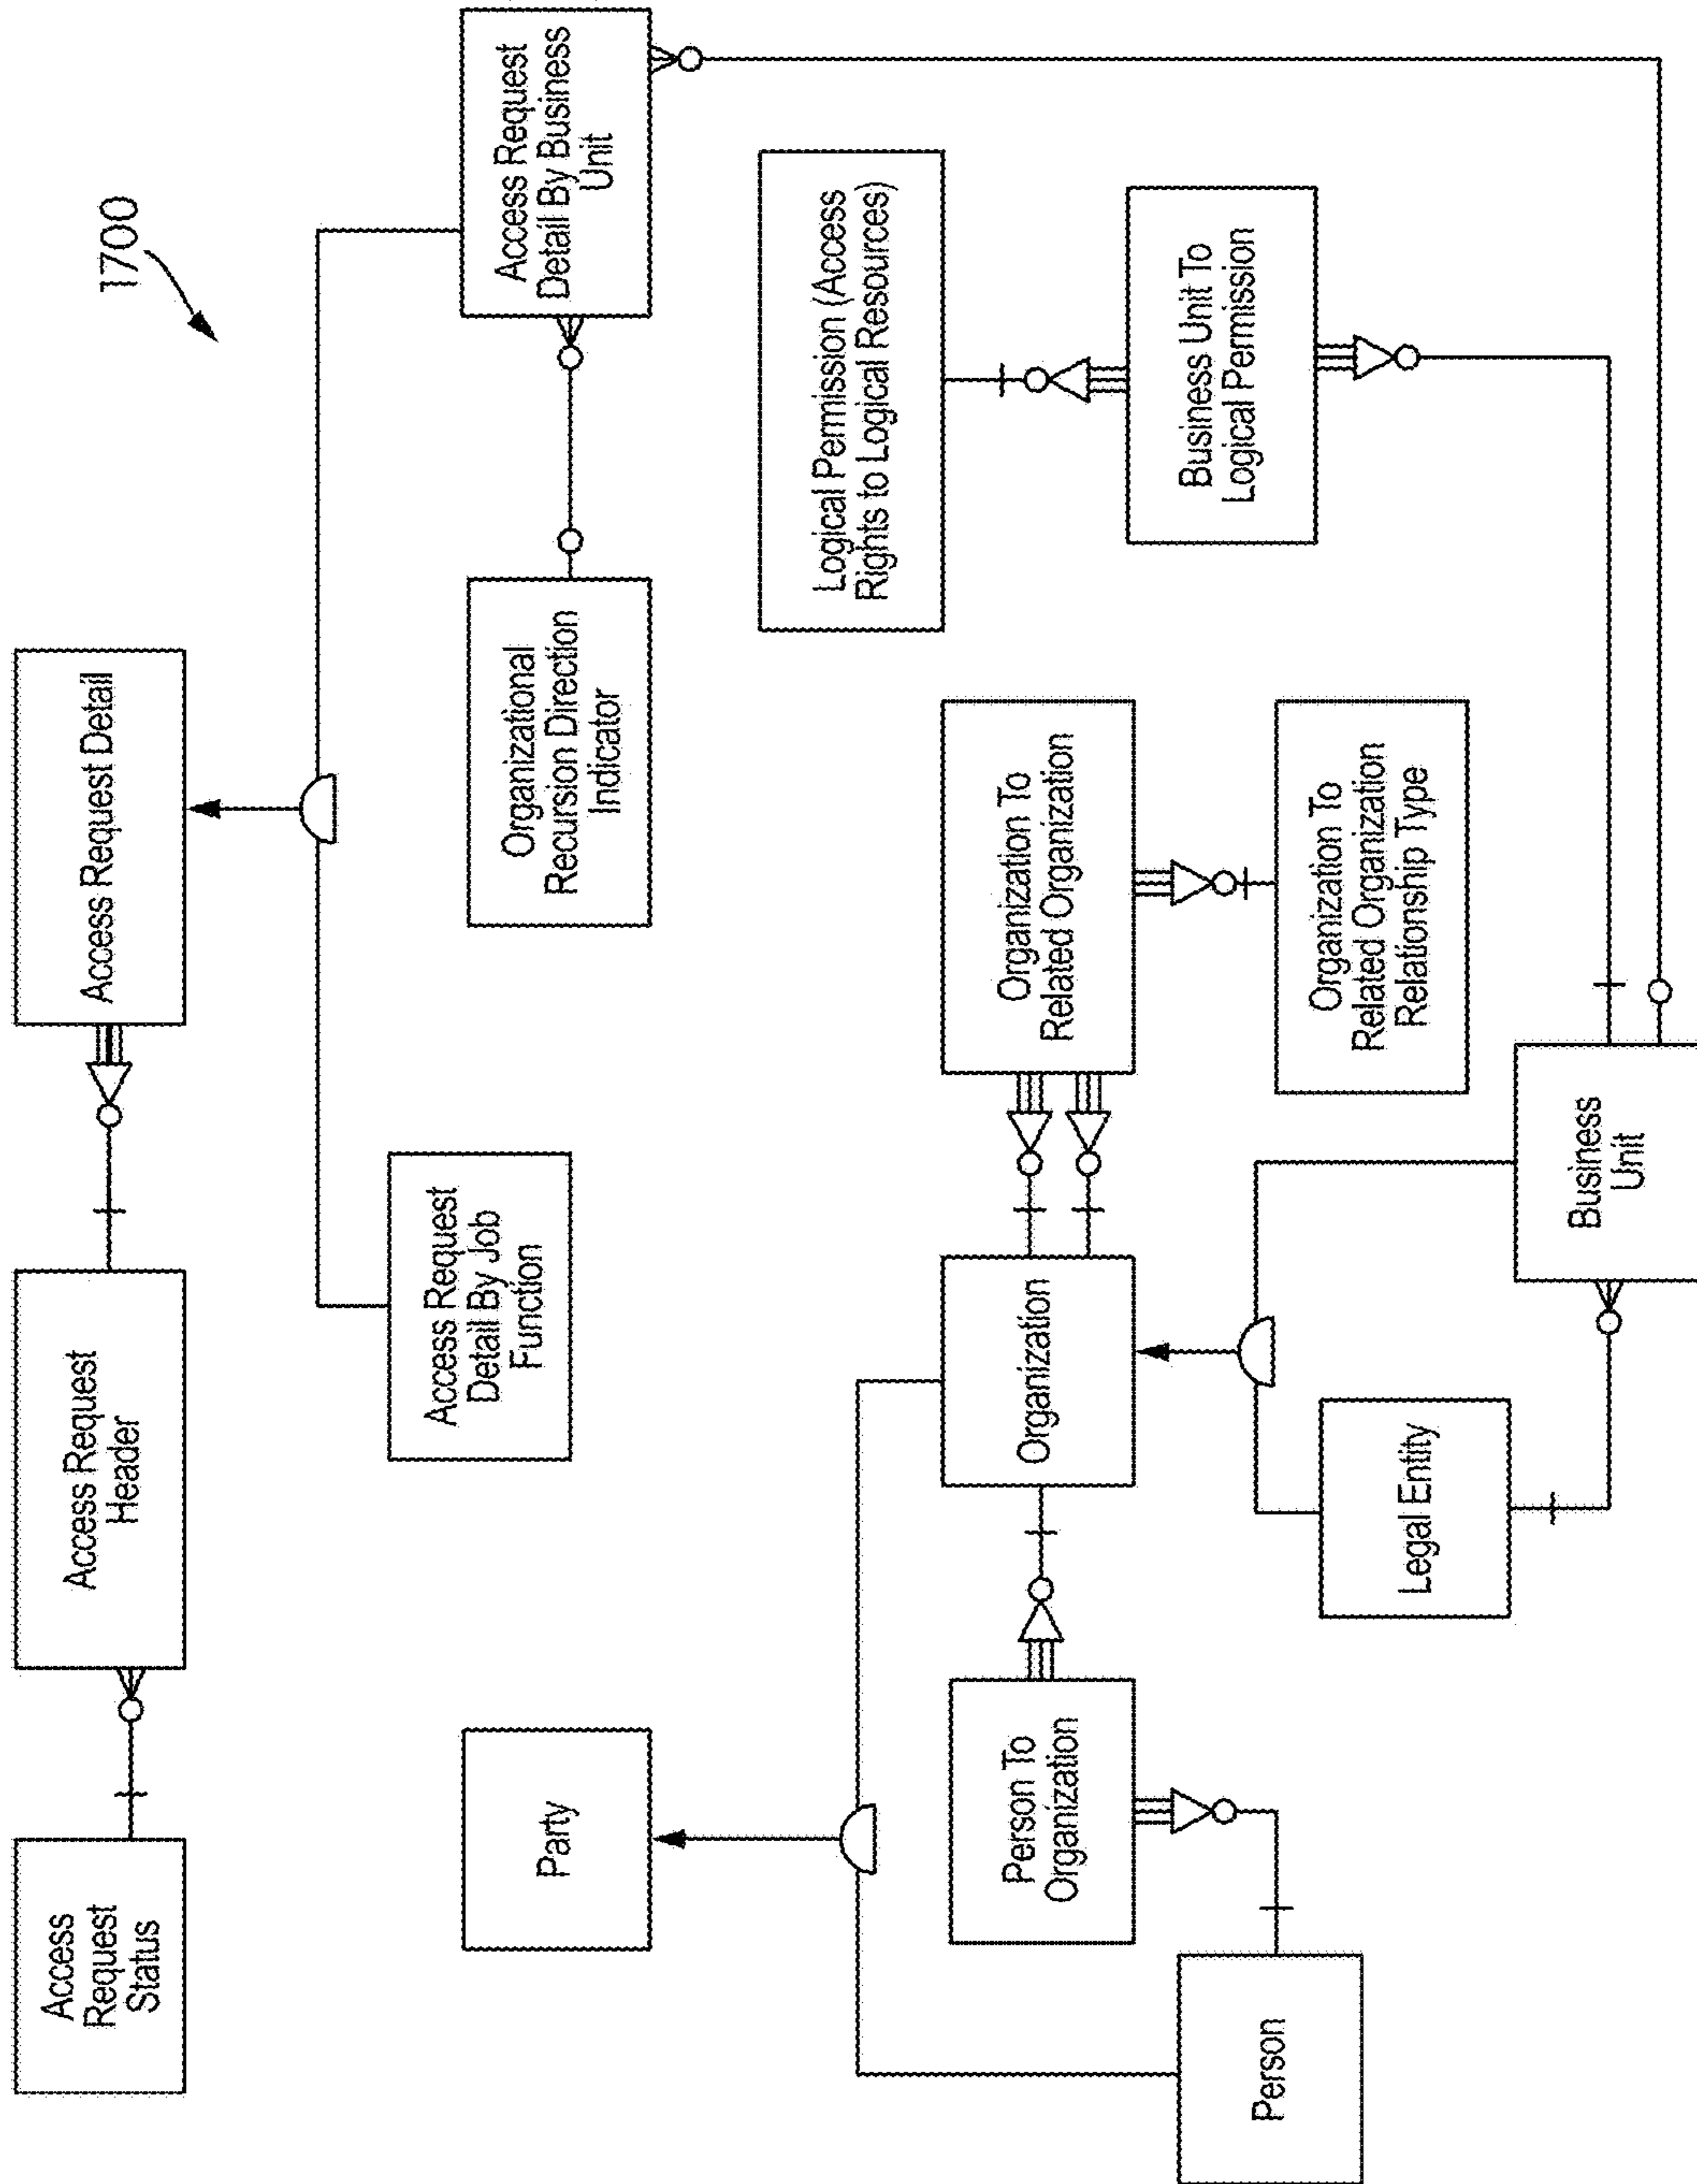 1700
Access
Request
Status
Access Request
Header
Access Request Detail
Access Request
Detail By Job
Function
Organizational
Recursion Direction
Indicator
Access Request
Detail By Business
Unit
Party
Logical Permission (Access
Rights to Logical Resources)
Person To
Organization
Organization
Organization To
Related Organization
Business Unit To
Logical Permission
Person
Legal Entity
Organization To
Related Organization
Relationship Type
Business
Unit